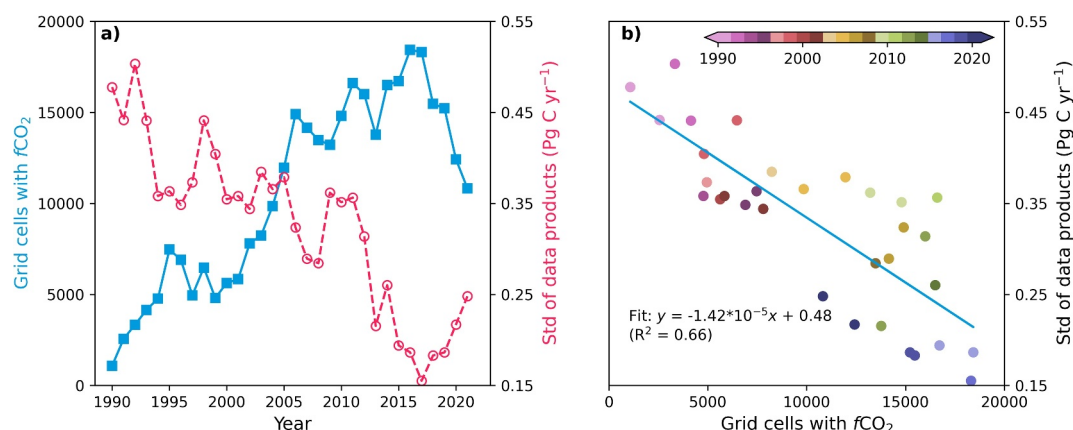 a)
20000
15000
10000
5000
0
Grid cells with fCO₂
0.55
0.45
0.35
0.25
0.15
Std of data products (Pg C yr⁻¹)
1990 1995 2000 2005 2010 2015 2020
Year
b)
1990 2000 2010 2020
Fit: y = -1.42*10⁻⁵x + 0.48
(R² = 0.66)
0.55
0.45
0.35
0.25
0.15
Std of data products (Pg C yr⁻¹)
0 5000 10000 15000 20000
Grid cells with fCO₂